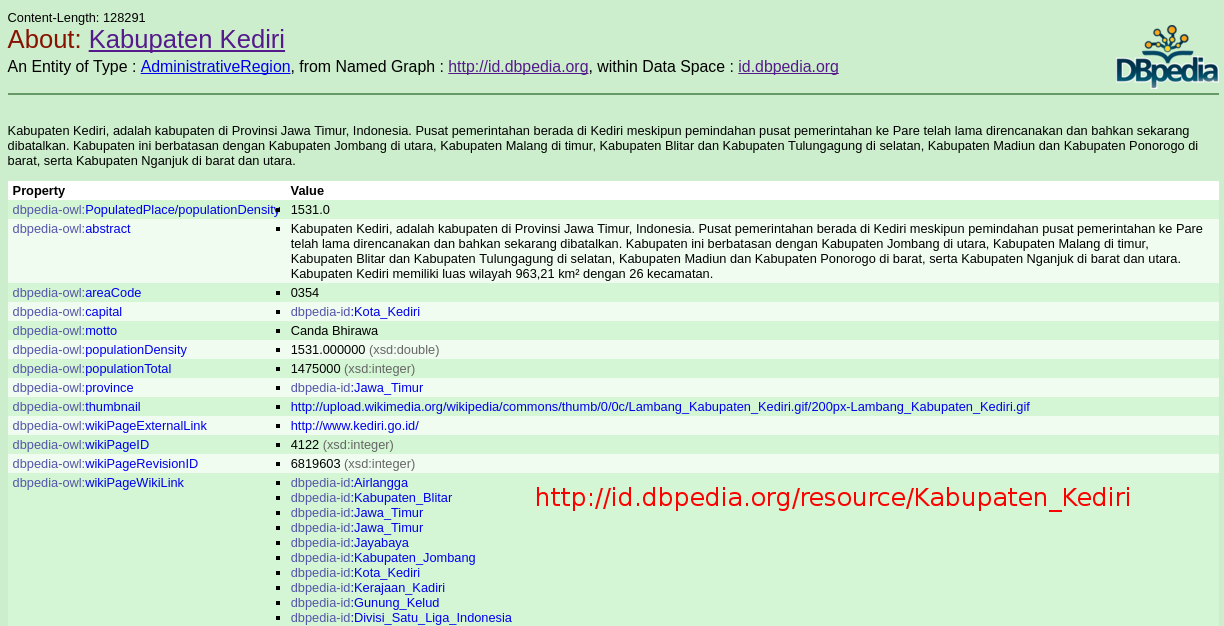 Content-Length: 128291
About: Kabupaten Kediri
An Entity of Type : AdministrativeRegion, from Named Graph : http://id.dbpedia.org, within Data Space : id.dbpedia.org
DBpedia
Kabupaten Kediri, adalah kabupaten di Provinsi Jawa Timur, Indonesia. Pusat pemerintahan berada di Kediri meskipun pemindahan pusat pemerintahan ke Pare telah lama direncanakan dan bahkan sekarang
dibatalkan. Kabupaten ini berbatasan dengan Kabupaten Jombang di utara, Kabupaten Malang di timur, Kabupaten Blitar dan Kabupaten Tulungagung di selatan, Kabupaten Madiun dan Kabupaten Ponorogo di
barat, serta Kabupaten Nganjuk di barat dan utara.
Property Value
dbpedia-owl:PopulatedPlace/populationDensity ▪ 1531.0
dbpedia-owl:abstract ▪ Kabupaten Kediri, adalah kabupaten di Provinsi Jawa Timur, Indonesia. Pusat pemerintahan berada di Kediri meskipun pemindahan pusat pemerintahan ke Pare
telah lama direncanakan dan bahkan sekarang dibatalkan. Kabupaten ini berbatasan dengan Kabupaten Jombang di utara, Kabupaten Malang di timur,
Kabupaten Blitar dan Kabupaten Tulungagung di selatan, Kabupaten Madiun dan Kabupaten Ponorogo di barat, serta Kabupaten Nganjuk di barat dan utara.
Kabupaten Kediri memiliki luas wilayah 963,21 km² dengan 26 kecamatan.
dbpedia-owl:areaCode ▪ 0354
dbpedia-owl:capital ▪ dbpedia-id:Kota_Kediri
dbpedia-owl:motto ▪ Canda Bhirawa
dbpedia-owl:populationDensity ▪ 1531.000000 (xsd:double)
dbpedia-owl:populationTotal ▪ 1475000 (xsd:integer)
dbpedia-owl:province ▪ dbpedia-id:Jawa_Timur
dbpedia-owl:thumbnail ▪ http://upload.wikimedia.org/wikipedia/commons/thumb/0/0c/Lambang_Kabupaten_Kediri.gif/200px-Lambang_Kabupaten_Kediri.gif
dbpedia-owl:wikiPageExternalLink ▪ http://www.kediri.go.id/
dbpedia-owl:wikiPageID ▪ 4122 (xsd:integer)
dbpedia-owl:wikiPageRevisionID ▪ 6819603 (xsd:integer)
dbpedia-owl:wikiPageWikiLink ▪ dbpedia-id:Airlangga
▪ dbpedia-id:Kabupaten_Blitar
http://id.dbpedia.org/resource/Kabupaten_Kediri
▪ dbpedia-id:Jawa_Timur
▪ dbpedia-id:Jawa_Timur
▪ dbpedia-id:Jayabaya
▪ dbpedia-id:Kabupaten_Jombang
▪ dbpedia-id:Kota_Kediri
▪ dbpedia-id:Kerajaan_Kadiri
▪ dbpedia-id:Gunung_Kelud
▪ dbpedia-id:Divisi_Satu_Liga_Indonesia